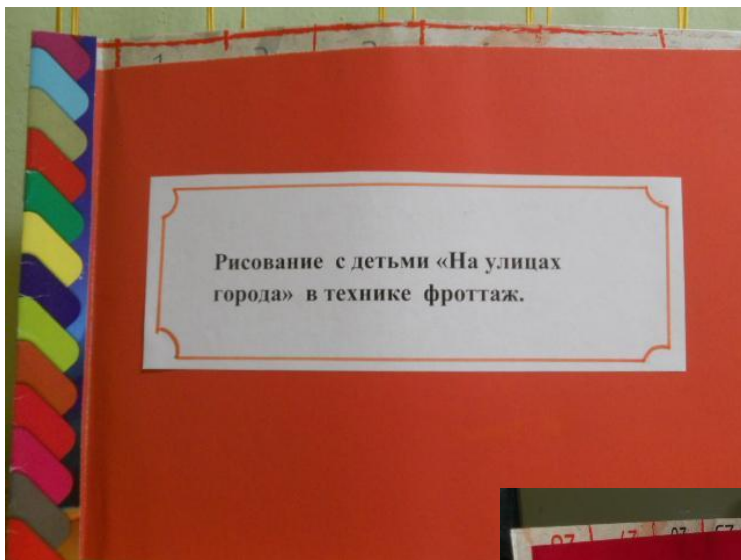 Рисование с детьми «На улицах
города» в технике фроттаж.